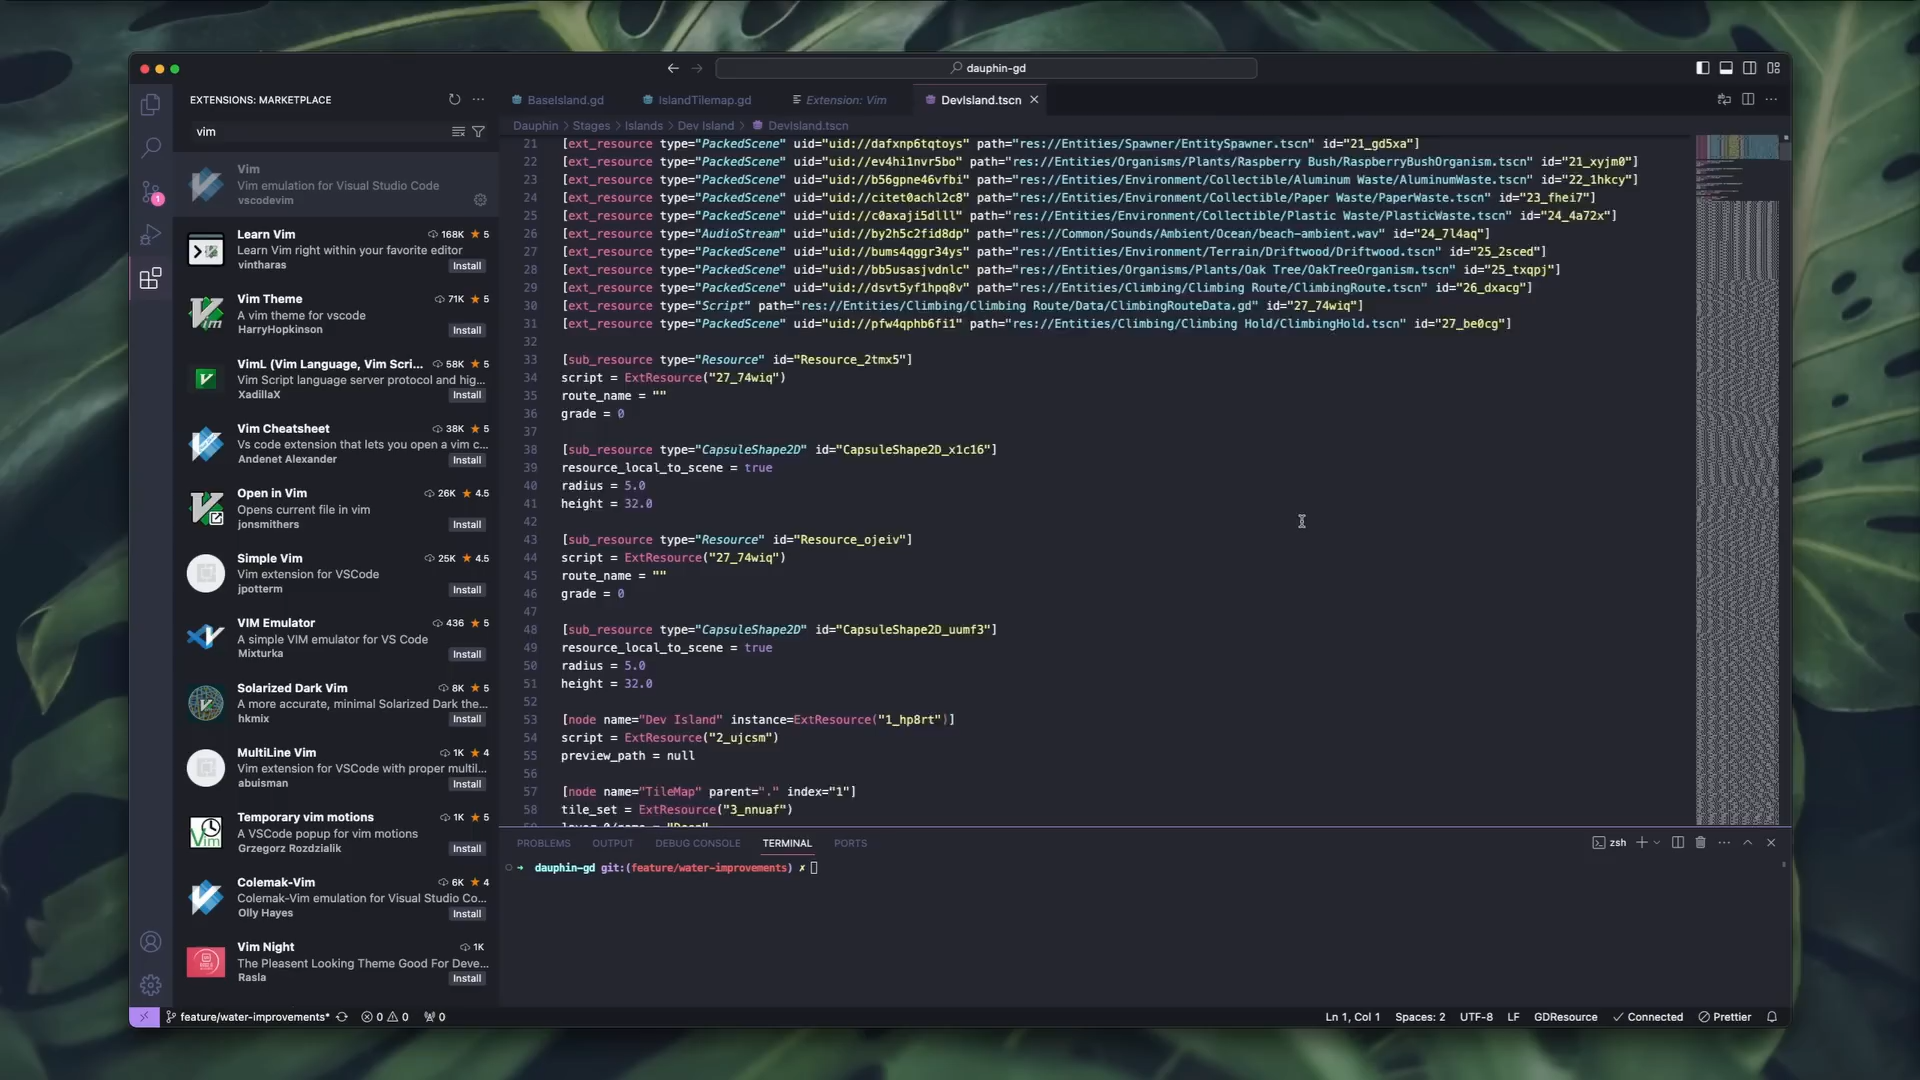 dauphin-gd
EXTENSIONS: MARKETPLACE
vim
Vim
Vim emulation for Visual Studio Code
vscodevim
Learn Vim 168K ★ 5
Learn Vim right within your favorite editor
vintharas Install
Vim Theme 71K ★ 5
A vim theme for vscode
HarryHopkinson Install
VimL (Vim Language, Vim Scri... 58K ★ 5
Vim Script language server protocol and hig...
XadillaX Install
Vim Cheatsheet 38K ★ 5
Vs code extension that lets you open a vim c...
Andenet Alexander Install
Open in Vim 26K ★ 4.5
Opens current file in vim
jonsmithers Install
Simple Vim 25K ★ 4.5
Vim extension for VSCode
jpotterm Install
VIM Emulator 436 ★ 5
A simple VIM emulator for VS Code
Mixturka Install
Solarized Dark Vim 8K ★ 5
A more accurate, minimal Solarized Dark the...
hkmix Install
MultiLine Vim 1K ★ 4
Vim extension for VSCode with proper multil...
abuisman Install
Temporary vim motions 1K ★ 5
A VSCode popup for vim motions
Grzegorz Rozdzialik Install
Colemak-Vim 6K ★ 4
Colemak-Vim emulation for Visual Studio Co...
Olly Hayes Install
Vim Night 1K
The Pleasent Looking Theme Good For Deve...
Rasla Install
1
BaseIsland.gd IslandTilemap.gd Extension: Vim DevIsland.tscn
Dauphin > Stages > Islands > Dev Island > DevIsland.tscn
21 [ext_resource type="PackedScene" uid="uid://dafxnp6tqtoys" path="res://Entities/Spawner/EntitySpawner.tscn" id="21_gd5xa"]
22 [ext_resource type="PackedScene" uid="uid://ev4hi1nvr5bo" path="res://Entities/Organisms/Plants/Raspberry Bush/RaspberryBushOrganism.tscn" id="21_xyjm0"]
23 [ext_resource type="PackedScene" uid="uid://b56gpne46vfbi" path="res://Entities/Environment/Collectible/Aluminum Waste/AluminumWaste.tscn" id="22_1hkcy"]
24 [ext_resource type="PackedScene" uid="uid://citet0achl2c8" path="res://Entities/Environment/Collectible/Paper Waste/PaperWaste.tscn" id="23_fhei7"]
25 [ext_resource type="PackedScene" uid="uid://c0axaji5dlll" path="res://Entities/Environment/Collectible/Plastic Waste/PlasticWaste.tscn" id="24_4a72x"]
26 [ext_resource type="AudioStream" uid="uid://by2h5c2fid8dp" path="res://Common/Sounds/Ambient/Ocean/beach-ambient.wav" id="24_7l4aq"]
27 [ext_resource type="PackedScene" uid="uid://bums4qggr34ys" path="res://Entities/Environment/Terrain/Driftwood/Driftwood.tscn" id="25_2sced"]
28 [ext_resource type="PackedScene" uid="uid://bb5usasjvdnlc" path="res://Entities/Organisms/Plants/Oak Tree/OakTreeOrganism.tscn" id="25_txqpj"]
29 [ext_resource type="PackedScene" uid="uid://dsvt5yf1hpq8v" path="res://Entities/Climbing/Climbing Route/ClimbingRoute.tscn" id="26_dxacg"]
30 [ext_resource type="Script" path="res://Entities/Climbing/Climbing Route/Data/ClimbingRouteData.gd" id="27_74wiq"]
31 [ext_resource type="PackedScene" uid="uid://pfw4qphb6fi1" path="res://Entities/Climbing/Climbing Hold/ClimbingHold.tscn" id="27_be0cg"]
32
33 [sub_resource type="Resource" id="Resource_2tmx5"]
34 script = ExtResource("27_74wiq")
35 route_name = ""
36 grade = 0
37
38 [sub_resource type="CapsuleShape2D" id="CapsuleShape2D_x1c16"]
39 resource_local_to_scene = true
40 radius = 5.0
41 height = 32.0
42
43 [sub_resource type="Resource" id="Resource_ojeiv"]
44 script = ExtResource("27_74wiq")
45 route_name = ""
46 grade = 0
47
48 [sub_resource type="CapsuleShape2D" id="CapsuleShape2D_uumf3"]
49 resource_local_to_scene = true
50 radius = 5.0
51 height = 32.0
52
53 [node name="Dev Island" instance=ExtResource("1_hp8rt")]
54 script = ExtResource("2_ujcsm")
55 preview_path = null
56
57 [node name="TileMap" parent="." index="1"]
58 tile_set = ExtResource("3_nnuaf")
PROBLEMS OUTPUT DEBUG CONSOLE TERMINAL PORTS zsh
➜ dauphin-gd git:(feature/water-improvements) ✗
feature/water-improvements* 0 0 0 Ln 1, Col 1 Spaces: 2 UTF-8 LF GDResource Connected Prettier